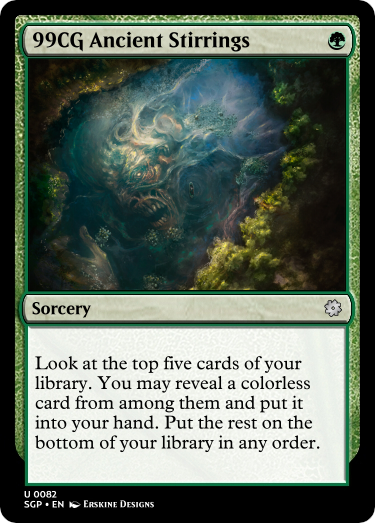 99CG Ancient Stirrings
Sorcery
Look at the top five cards of your
library. You may reveal a colorless
card from among them and put it
into your hand. Put the rest on the
bottom of your library in any order.
U 0082
SGP • EN Erskine Designs